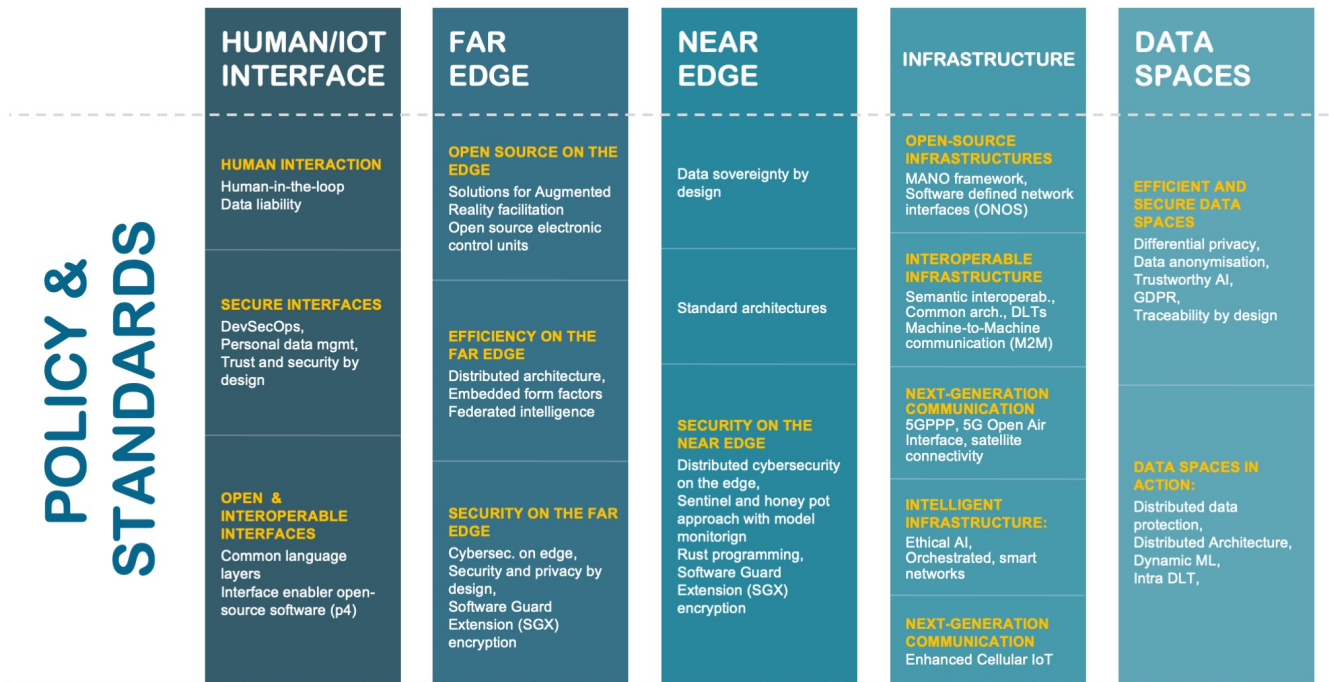 POLICY &
STANDARDS
HUMAN/IOT
INTERFACE
HUMAN INTERACTION
Human-in-the-loop
Data liability
SECURE INTERFACES
DevSecOps,
Personal data mgmt,
Trust and security by
design
OPEN &
INTEROPERABLE
INTERFACES
Common language
layers
Interface enabler open-
source software (p4)
FAR
EDGE
OPEN SOURCE ON THE
EDGE
Solutions for Augmented
Reality facilitation
Open source electronic
control units
EFFICIENCY ON THE
FAR EDGE
Distributed architecture,
Embedded form factors
Federated intelligence
SECURITY ON THE FAR
EDGE
Cybersec. on edge,
Security and privacy by
design,
Software Guard
Extension (SGX)
encryption
NEAR
EDGE
Data sovereignty by
design
Standard architectures
SECURITY ON THE
NEAR EDGE
Distributed cybersecurity
on the edge,
Sentinel and honey pot
approach with model
monitorign
Rust programming,
Software Guard
Extension (SGX)
encryption
INFRASTRUCTURE
OPEN-SOURCE
INFRASTRUCTURES
MANO framework,
Software defined network
interfaces (ONOS)
INTEROPERABLE
INFRASTRUCTURE
Semantic interoperab.,
Common arch., DLTs
Machine-to-Machine
communication (M2M)
NEXT-GENERATION
COMMUNICATION
5GPPP, 5G Open Air
Interface, satellite
connectivity
INTELLIGENT
INFRASTRUCTURE:
Ethical AI,
Orchestrated, smart
networks
NEXT-GENERATION
COMMUNICATION
Enhanced Cellular IoT
DATA
SPACES
EFFICIENT AND
SECURE DATA
SPACES
Differential privacy,
Data anonymisation,
Trustworthy AI,
GDPR,
Traceability by design
DATA SPACES IN
ACTION:
Distributed data
protection,
Distributed Architecture,
Dynamic ML,
Intra DLT,